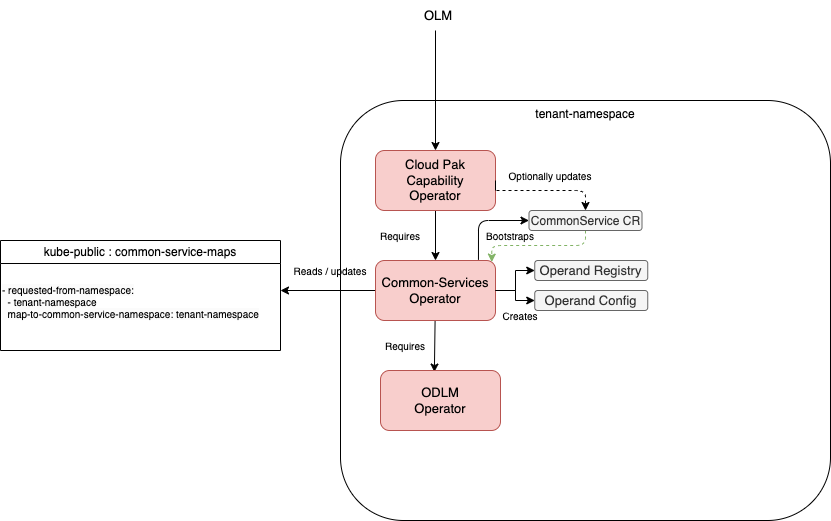 OLM
tenant-namespace
Cloud Pak
Capability
Operator
Optionally updates
CommonService CR
Requires
Bootstraps
kube-public : common-service-maps
- requested-from-namespace:
- tenant-namespace
map-to-common-service-namespace: tenant-namespace
Reads / updates
Common-Services
Operator
Operand Registry
Operand Config
Creates
Requires
ODLM
Operator